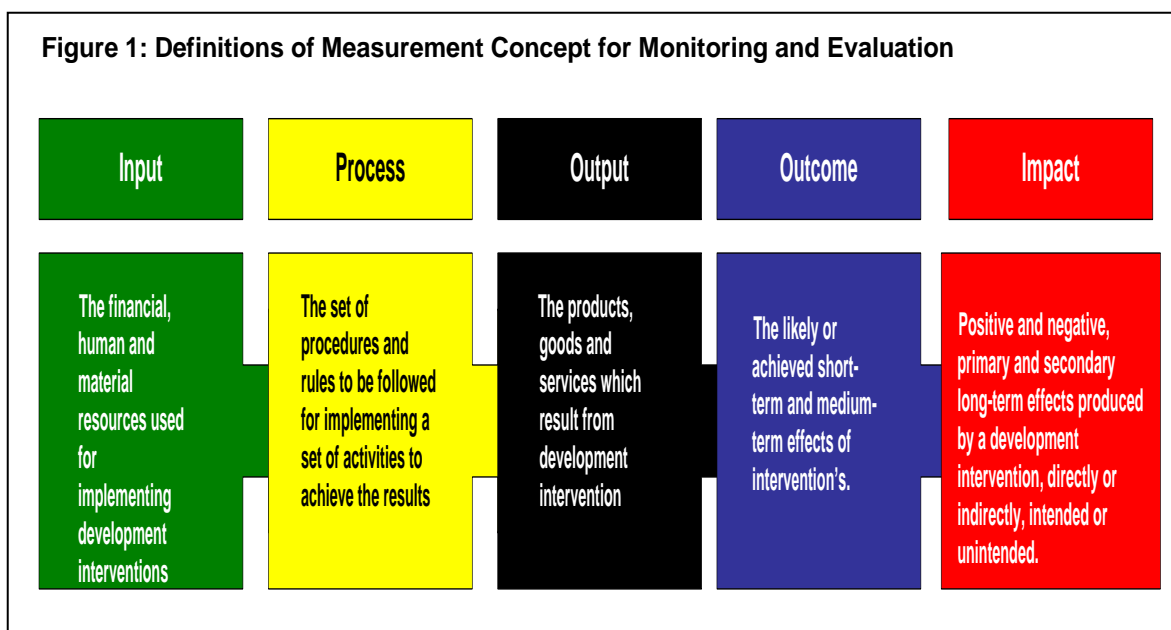 Figure 1: Definitions of Measurement Concept for Monitoring and Evaluation
Input
Process
Output
Outcome
Impact
The financial,
human and
material
resources used
for
implementing
development
interventions
The set of
procedures and
rules to be followed
for implementing a
set of activities to
achieve the results
The products,
goods and
services which
result from
development
intervention
The likely or
achieved short-
term and medium-
term effects of
intervention's.
Positive and negative,
primary and secondary
long-term effects produced
by a development
intervention, directly or
indirectly, intended or
unintended.